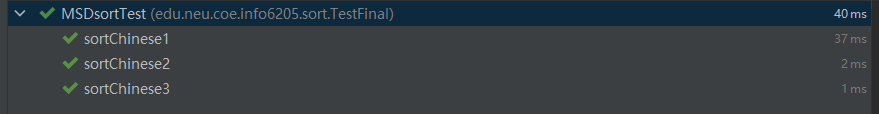 MSDsortTest (edu.neu.coe.info6205.sort.TestFinal) 40 ms
sortChinese1 37 ms
sortChinese2 2 ms
sortChinese3 1 ms